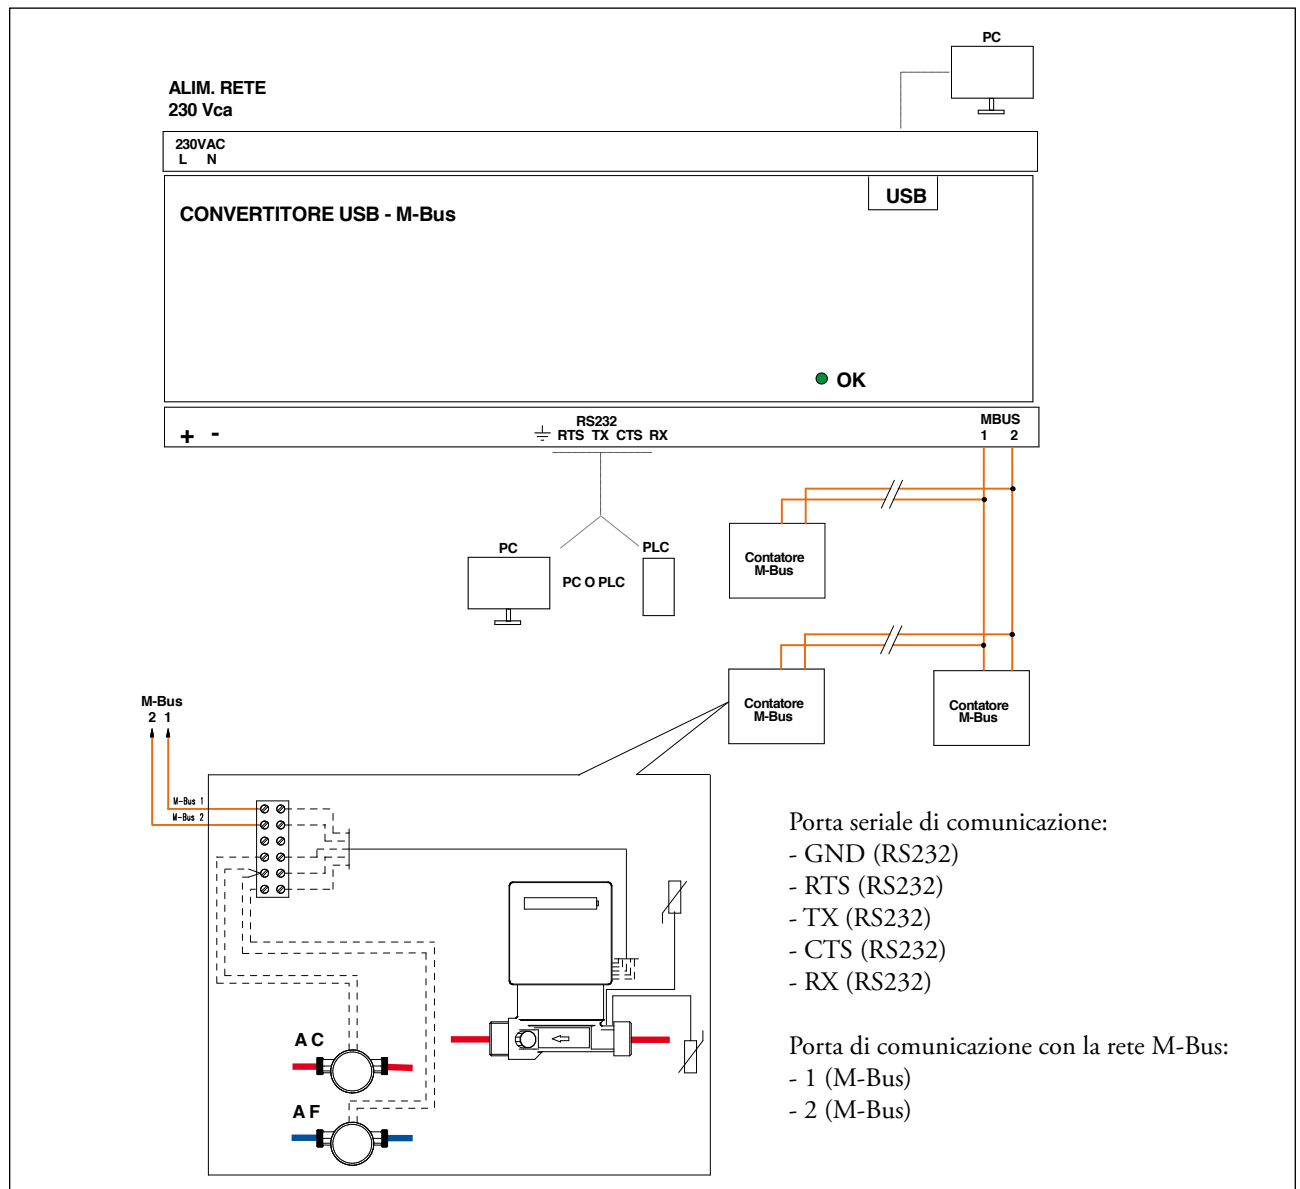 PC
ALIM. RETE
230 Vca
230VAC
L N
USB
CONVERTITORE USB - M-Bus
OK
+ -
RS232
RTS TX CTS RX
MBUS
1 2
PC
PLC
PC O PLC
Contatore
M-Bus
Contatore
M-Bus
Contatore
M-Bus
M-Bus
2 1
M-Bus 1
M-Bus 2
A C
A F
Porta seriale di comunicazione:
- GND (RS232)
- RTS (RS232)
- TX (RS232)
- CTS (RS232)
- RX (RS232)
Porta di comunicazione con la rete M-Bus:
- 1 (M-Bus)
- 2 (M-Bus)